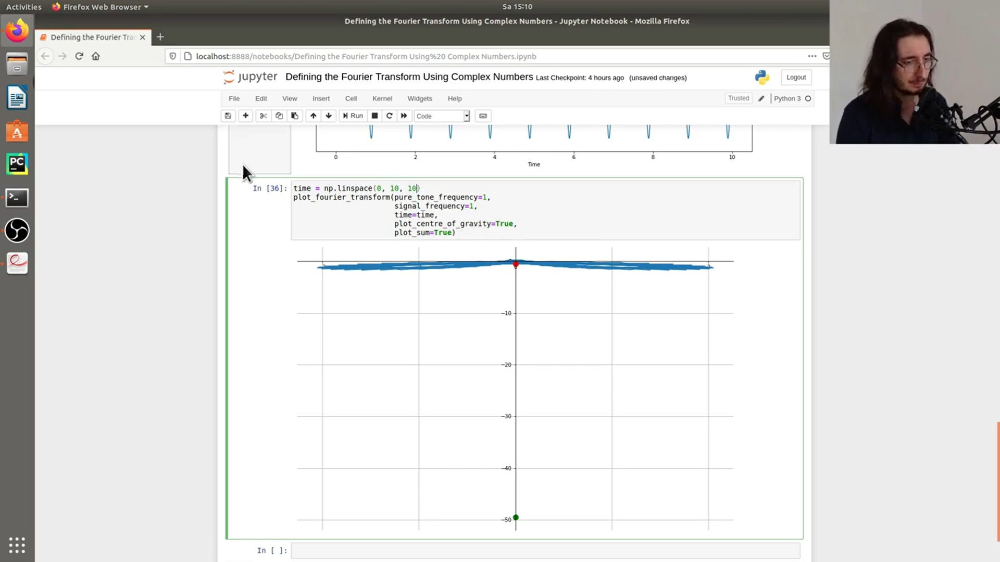 Activities
Firefox Web Browser
Sa 15:10
Defining the Fourier Transform Using Complex Numbers - Jupyter Notebook - Mozilla Firefox
Defining the Fourier Tra
localhost:8888/notebooks/Defining the Fourier Transform Using%20 Complex Numbers.ipynb
jupyter Defining the Fourier Transform Using Complex Numbers Last Checkpoint: 4 hours ago (unsaved changes)
Logout
File Edit View Insert Cell Kernel Widgets Help
Trusted
Python 3
Run
Code
0 2 4 6 8 10
Time
In [36]: time = np.linspace(0, 10, 10)
plot_fourier_transform(pure_tone_frequency=1,
signal_frequency=1,
time=time,
plot_centre_of_gravity=True,
plot_sum=True)
−10
−20
−30
−40
−50
In [ ]:
PC